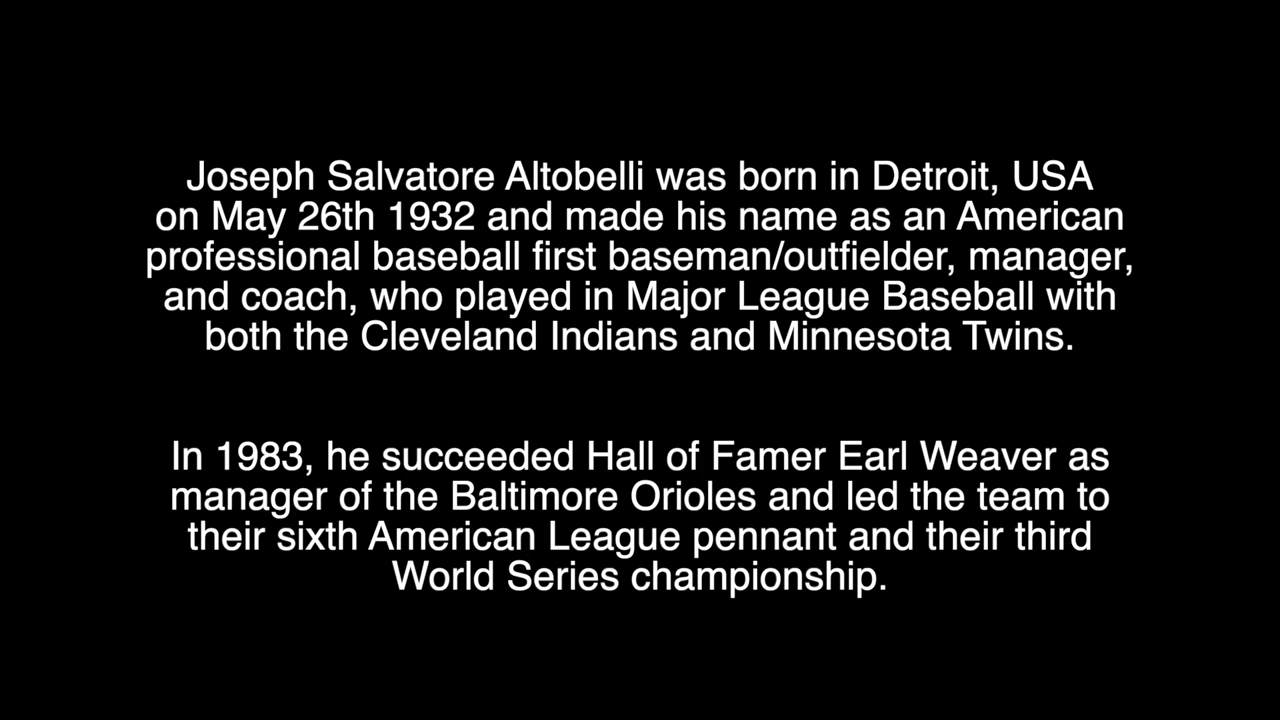 Joseph Salvatore Altobelli was born in Detroit, USA
on May 26th 1932 and made his name as an American
professional baseball first baseman/outfielder, manager,
and coach, who played in Major League Baseball with
both the Cleveland Indians and Minnesota Twins.
In 1983, he succeeded Hall of Famer Earl Weaver as
manager of the Baltimore Orioles and led the team to
their sixth American League pennant and their third
World Series championship.